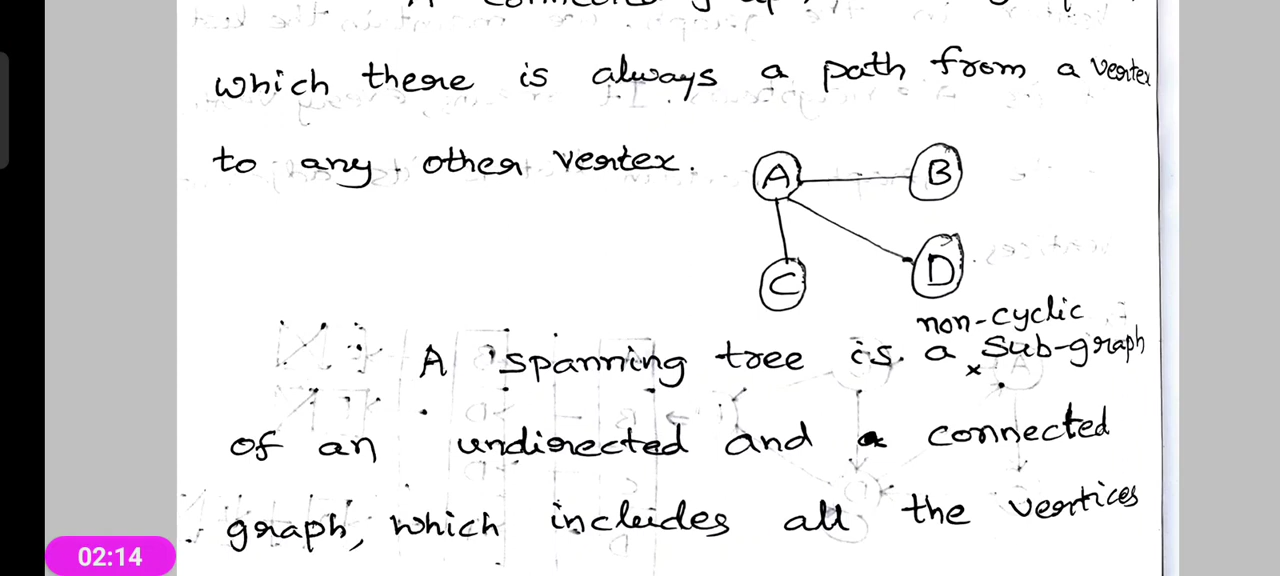 which there is always a path from a vertex
to any other vertex.
A B
C D
non-cyclic
A spanning tree is a sub-graph
of an undirected and connected
graph, which includes all the vertices
02:14